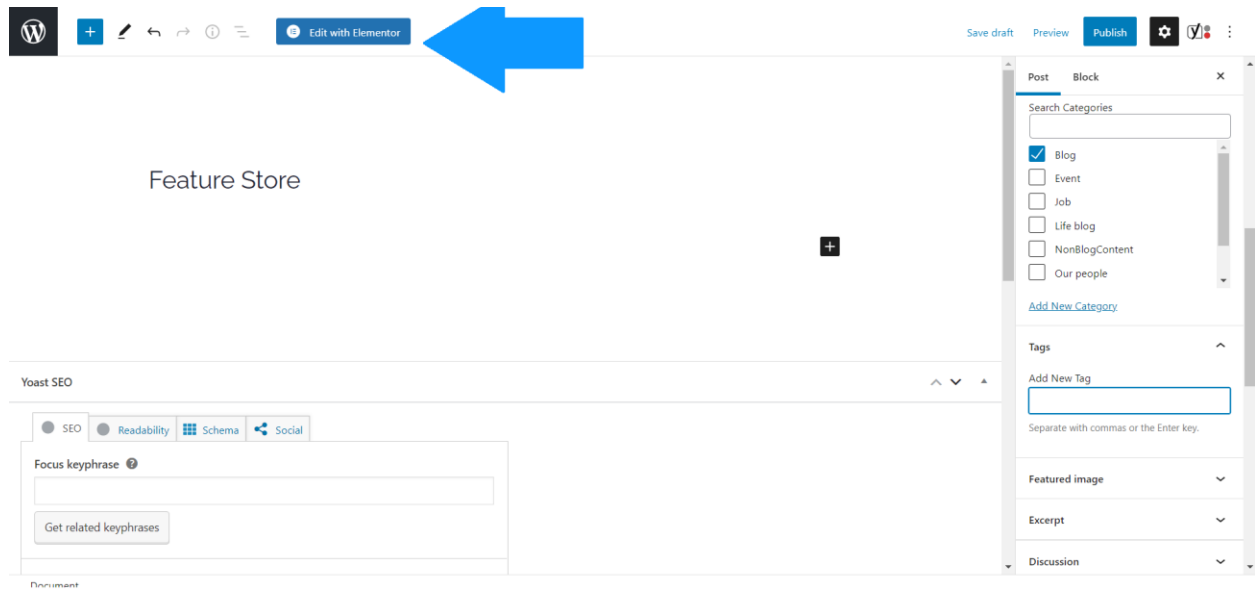 Edit with Elementor
Save draft
Preview
Publish
Post
Block
Search Categories
Blog
Event
Job
Life blog
NonBlogContent
Our people
Add New Category
Feature Store
Tags
Add New Tag
Separate with commas or the Enter key.
Featured image
Excerpt
Discussion
Yoast SEO
SEO
Readability
Schema
Social
Focus keyphrase
Get related keyphrases
Document